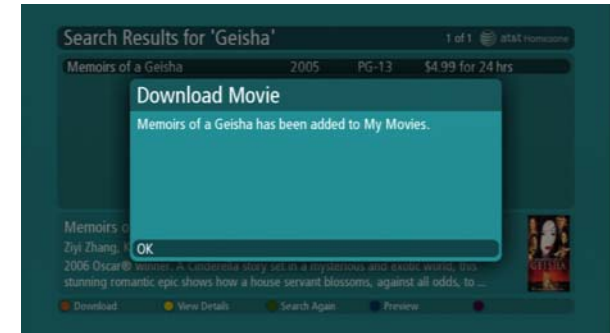 Search Results for 'Geisha' 1 of 1 at&t Homezone
Memoirs of a Geisha 2005 PG-13 $4.99 for 24 hrs
Download Movie
Memoirs of a Geisha has been added to My Movies.
OK
Memoirs o
Ziyi Zhang,
2006 Oscar® winner. A Cinderella story set in a mysterious and exotic world, this
stunning romantic epic shows how a house servant blossoms, against all odds, to ...
GEISHA
Download View Details Search Again Preview